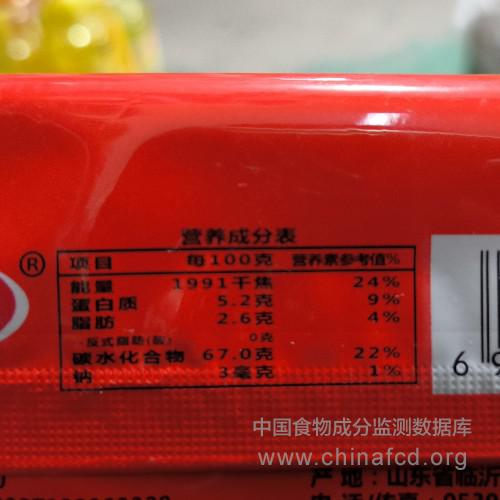 营养成分表
项目 每100克 营养素参考值%
能量 1991千焦 24%
蛋白质 5.2克 9%
脂肪 2.6克 4%
-反式脂肪(酸) 0克
碳水化合物 67.0克 22%
钠 3毫克 1%
®
6 9
中国食物成分监测数据库
www.chinafcd.org.cn
产 地:山东省临沂